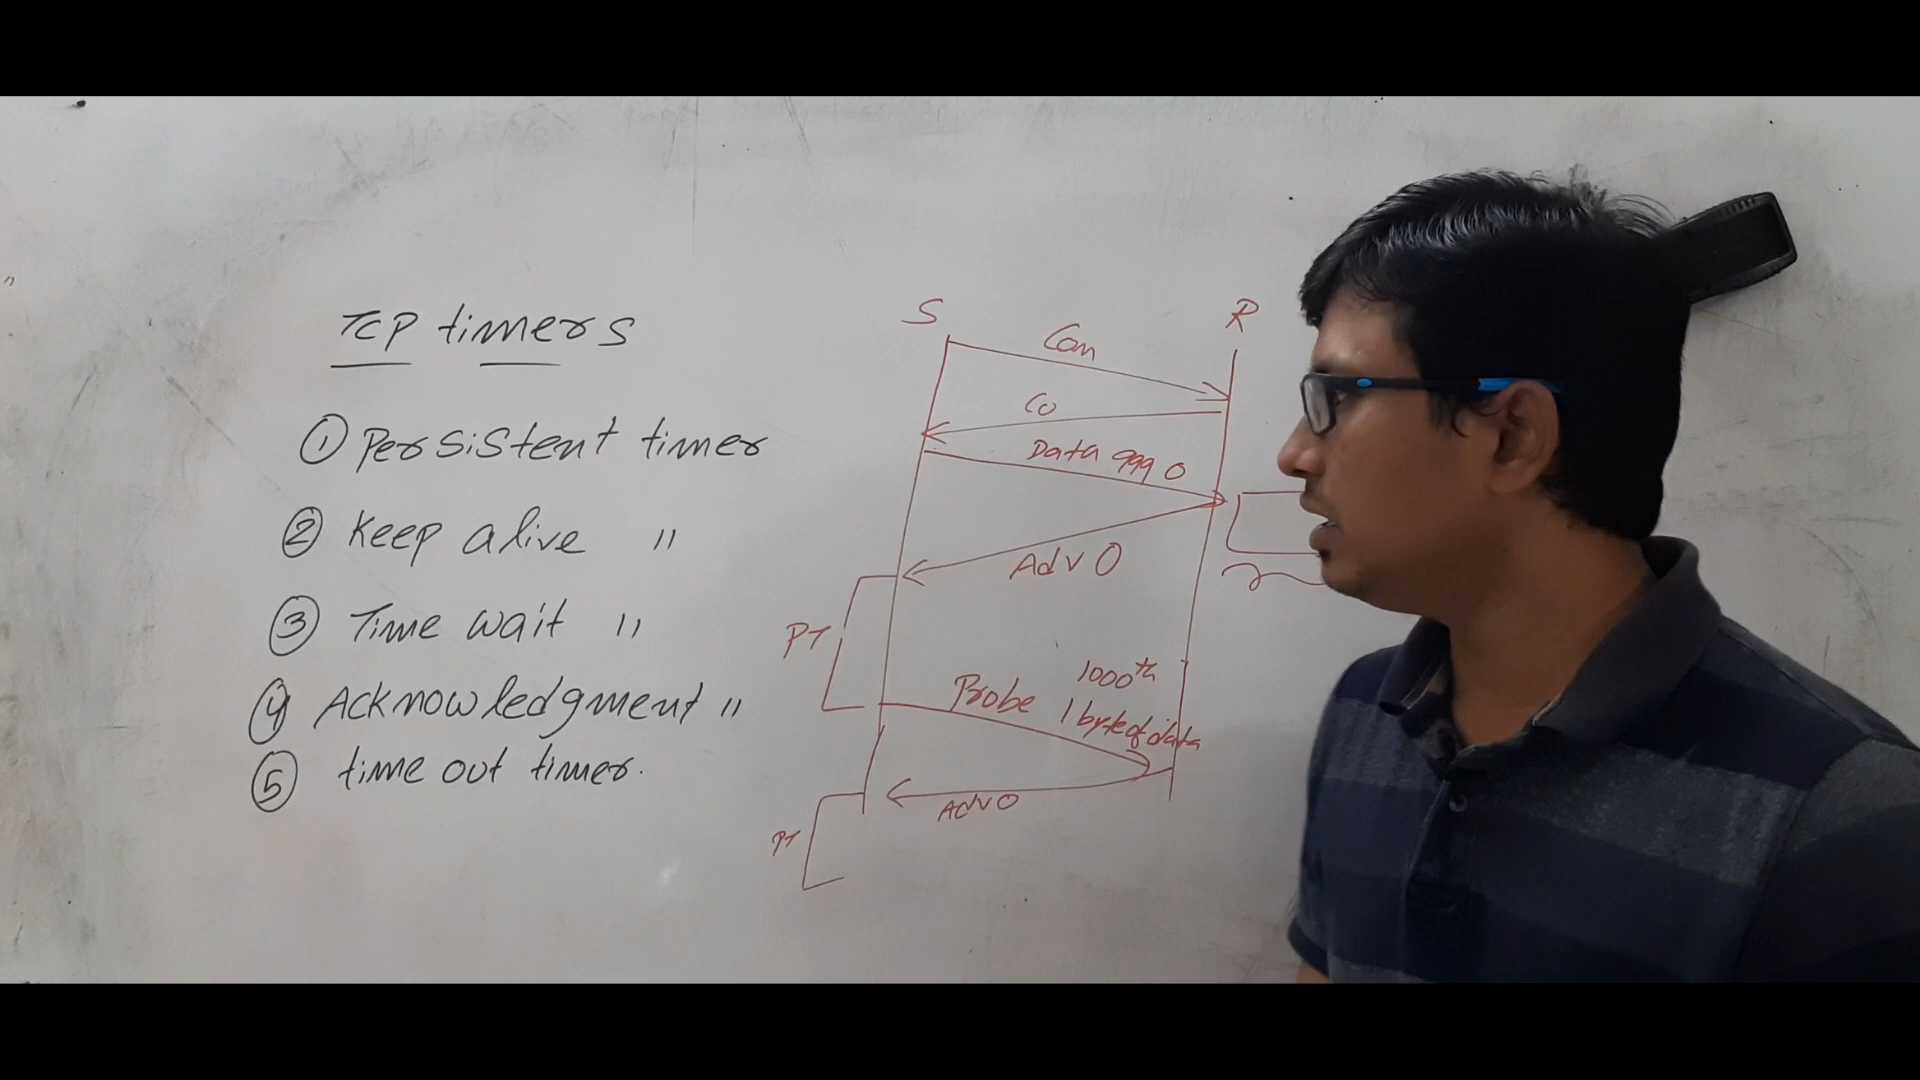 TCP timers
① Persistent timer
② Keep alive "
③ Time wait "
④ Acknowledgment "
⑤ time out timer.
S R
Con
Co
Data 999 0
Adv 0
PT
Probe 1000th
1 byte of data
Adv 0
PT